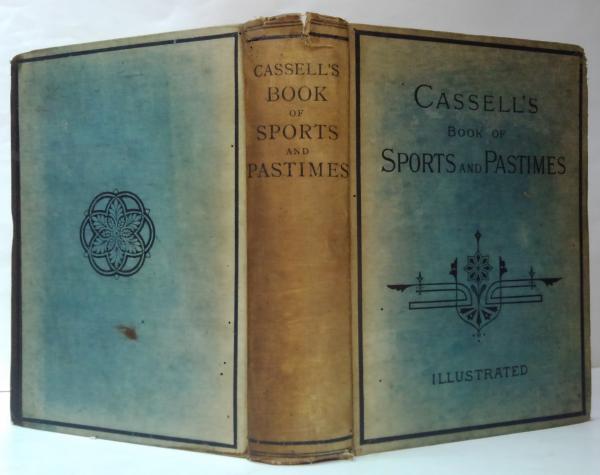 CASSELL'S
BOOK
OF
SPORTS
AND
PASTIMES
CASSELL'S
BOOK OF
SPORTS AND PASTIMES
ILLUSTRATED